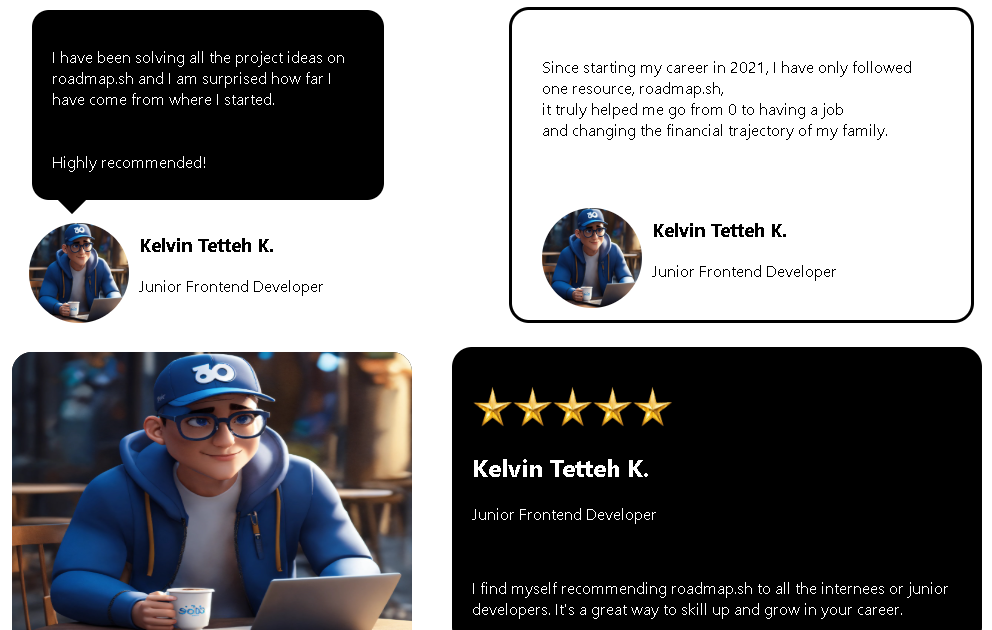 I have been solving all the project ideas on
roadmap.sh and I am surprised how far I
have come from where I started.
Highly recommended!
Kelvin Tetteh K.
Junior Frontend Developer
Since starting my career in 2021, I have only followed
one resource, roadmap.sh,
it truly helped me go from 0 to having a job
and changing the financial trajectory of my family.
Kelvin Tetteh K.
Junior Frontend Developer
Kelvin Tetteh K.
Junior Frontend Developer
I find myself recommending roadmap.sh to all the internees or junior
developers. It's a great way to skill up and grow in your career.